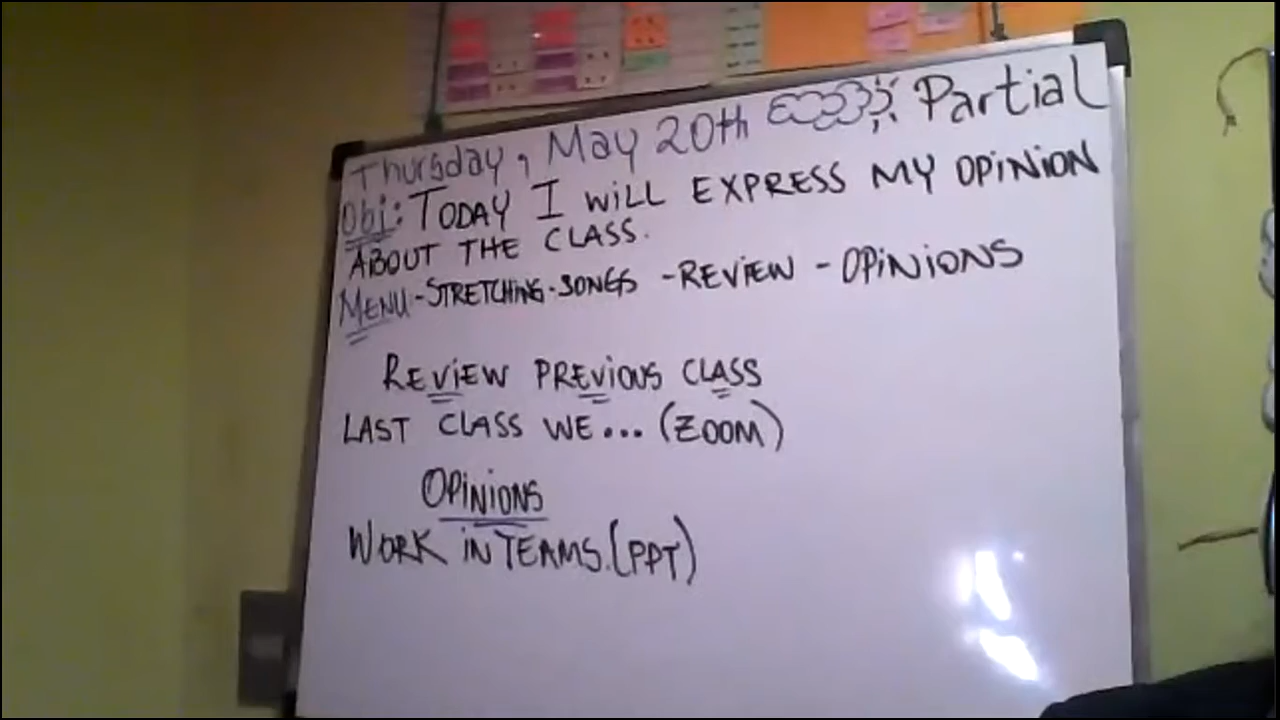 Thursday, May 20th Partial
Obj: TODAY I WILL EXPRESS MY OPINION
ABOUT THE CLASS.
MENU-STRETCHING-SONGS -REVIEW - OPINIONS
REVIEW PREVIOUS CLASS
LAST CLASS WE... (ZOOM)
OPINIONS
WORK IN TEAMS.(PPT)